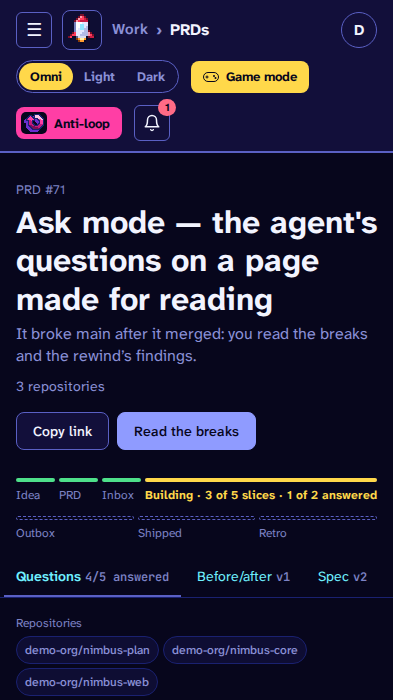 ☰ Work › PRDs D
Omni Light Dark Game mode
Anti-loop 1
PRD #71
Ask mode — the agent's
questions on a page
made for reading
It broke main after it merged: you read the breaks
and the rewind's findings.
3 repositories
Copy link Read the breaks
Idea PRD Inbox Building · 3 of 5 slices · 1 of 2 answered
Outbox Shipped Retro
Questions 4/5 answered Before/after v1 Spec v2
Repositories
demo-org/nimbus-plan demo-org/nimbus-core
demo-org/nimbus-web